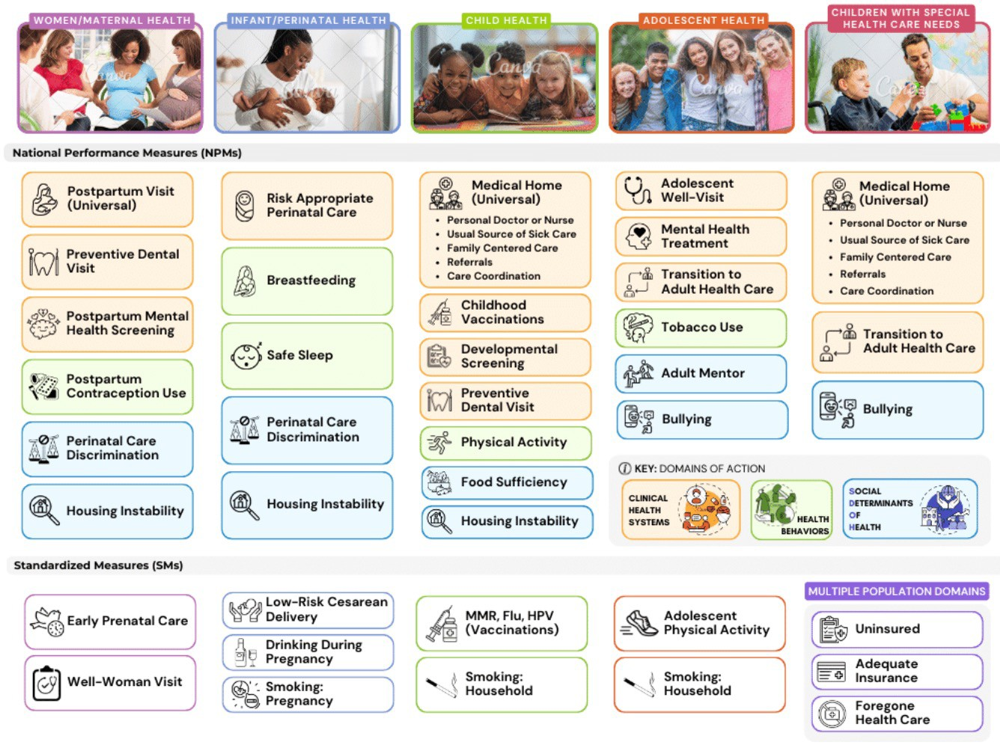 WOMEN/MATERNAL HEALTH
INFANT/PERINATAL HEALTH
CHILD HEALTH
ADOLESCENT HEALTH
CHILDREN WITH SPECIAL
HEALTH CARE NEEDS
Canva
Canva
Canva
Canva
Canva
National Performance Measures (NPMs)
Postpartum Visit
(Universal)
Preventive Dental
Visit
Postpartum Mental
Health Screening
Postpartum
Contraception Use
Perinatal Care
Discrimination
Housing Instability
Risk Appropriate
Perinatal Care
Breastfeeding
Safe Sleep
Perinatal Care
Discrimination
Housing Instability
Medical Home
(Universal)
• Personal Doctor or Nurse
• Usual Source of Sick Care
• Family Centered Care
• Referrals
• Care Coordination
Childhood
Vaccinations
Developmental
Screening
Preventive
Dental Visit
Physical Activity
Food Sufficiency
Housing Instability
Adolescent
Well-Visit
Mental Health
Treatment
Transition to
Adult Health Care
Tobacco Use
Adult Mentor
Bullying
Medical Home
(Universal)
• Personal Doctor or Nurse
• Usual Source of Sick Care
• Family Centered Care
• Referrals
• Care Coordination
Transition to
Adult Health Care
Bullying
i KEY: DOMAINS OF ACTION
CLINICAL
HEALTH
SYSTEMS
HEALTH
BEHAVIORS
SOCIAL
DETERMINANTS
OF
HEALTH
Standardized Measures (SMs)
Early Prenatal Care
Well-Woman Visit
Low-Risk Cesarean
Delivery
Drinking During
Pregnancy
Smoking:
Pregnancy
MMR, Flu, HPV
(Vaccinations)
Smoking:
Household
Adolescent
Physical Activity
Smoking:
Household
MULTIPLE POPULATION DOMAINS
Uninsured
Adequate
Insurance
Foregone
Health Care